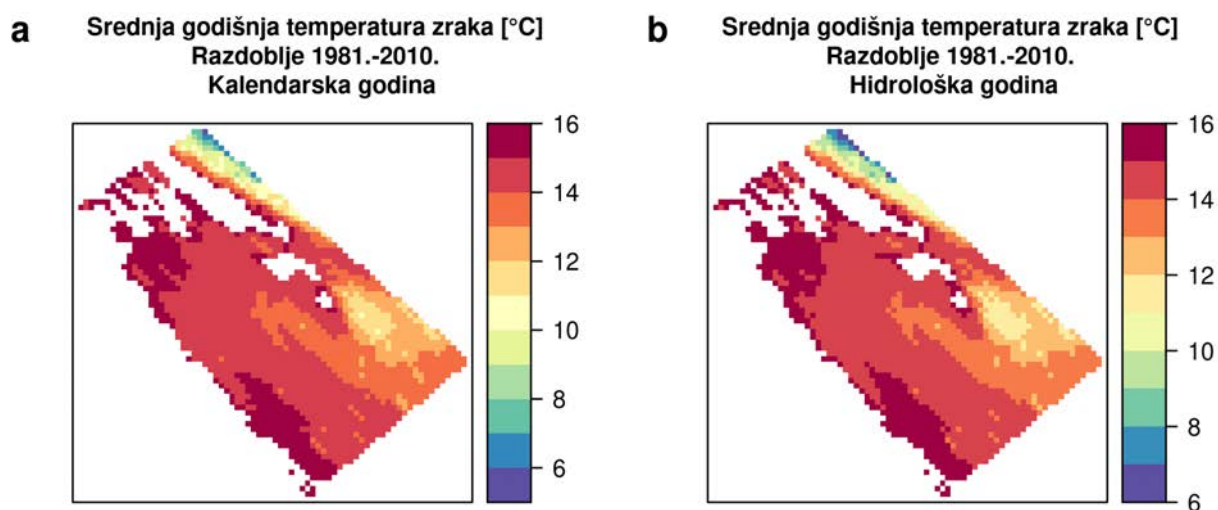 a
Srednja godišnja temperatura zraka [°C]
Razdoblje 1981.-2010.
Kalendarska godina
16
14
12
10
8
6
b
Srednja godišnja temperatura zraka [°C]
Razdoblje 1981.-2010.
Hidrološka godina
16
14
12
10
8
6